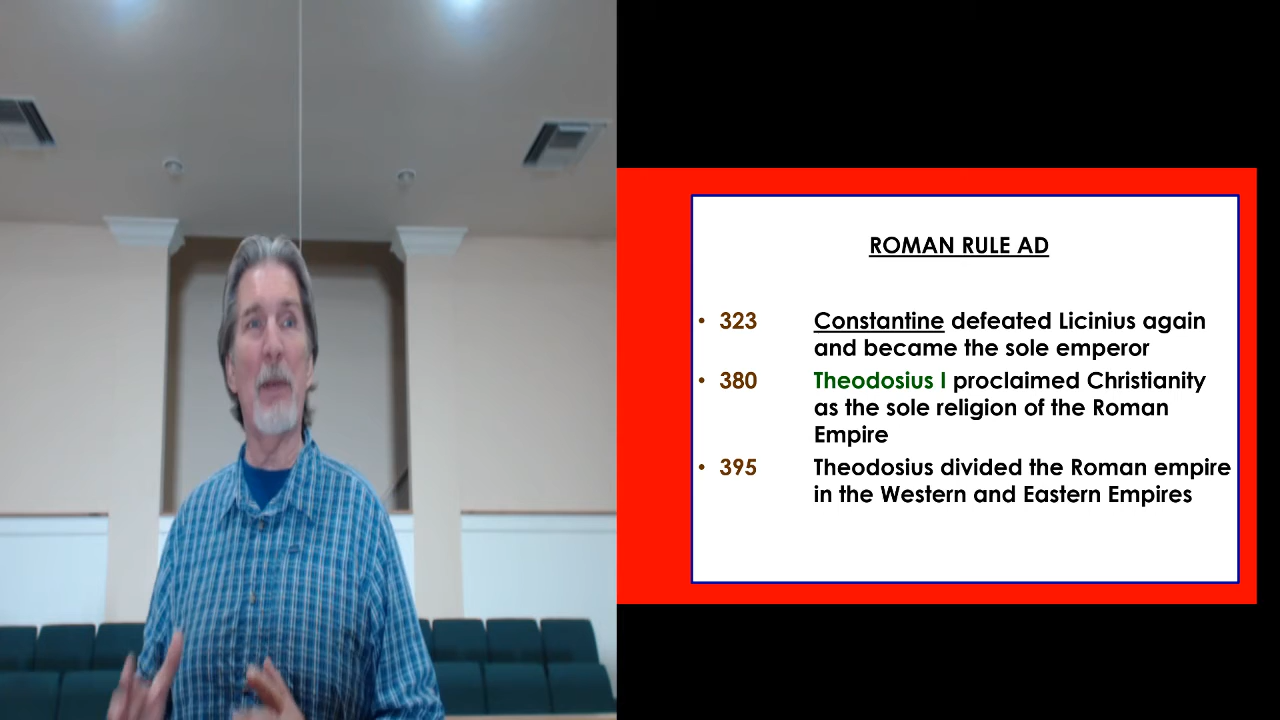 ROMAN RULE AD
• 323 Constantine defeated Licinius again
and became the sole emperor
• 380 Theodosius I proclaimed Christianity
as the sole religion of the Roman
Empire
• 395 Theodosius divided the Roman empire
in the Western and Eastern Empires